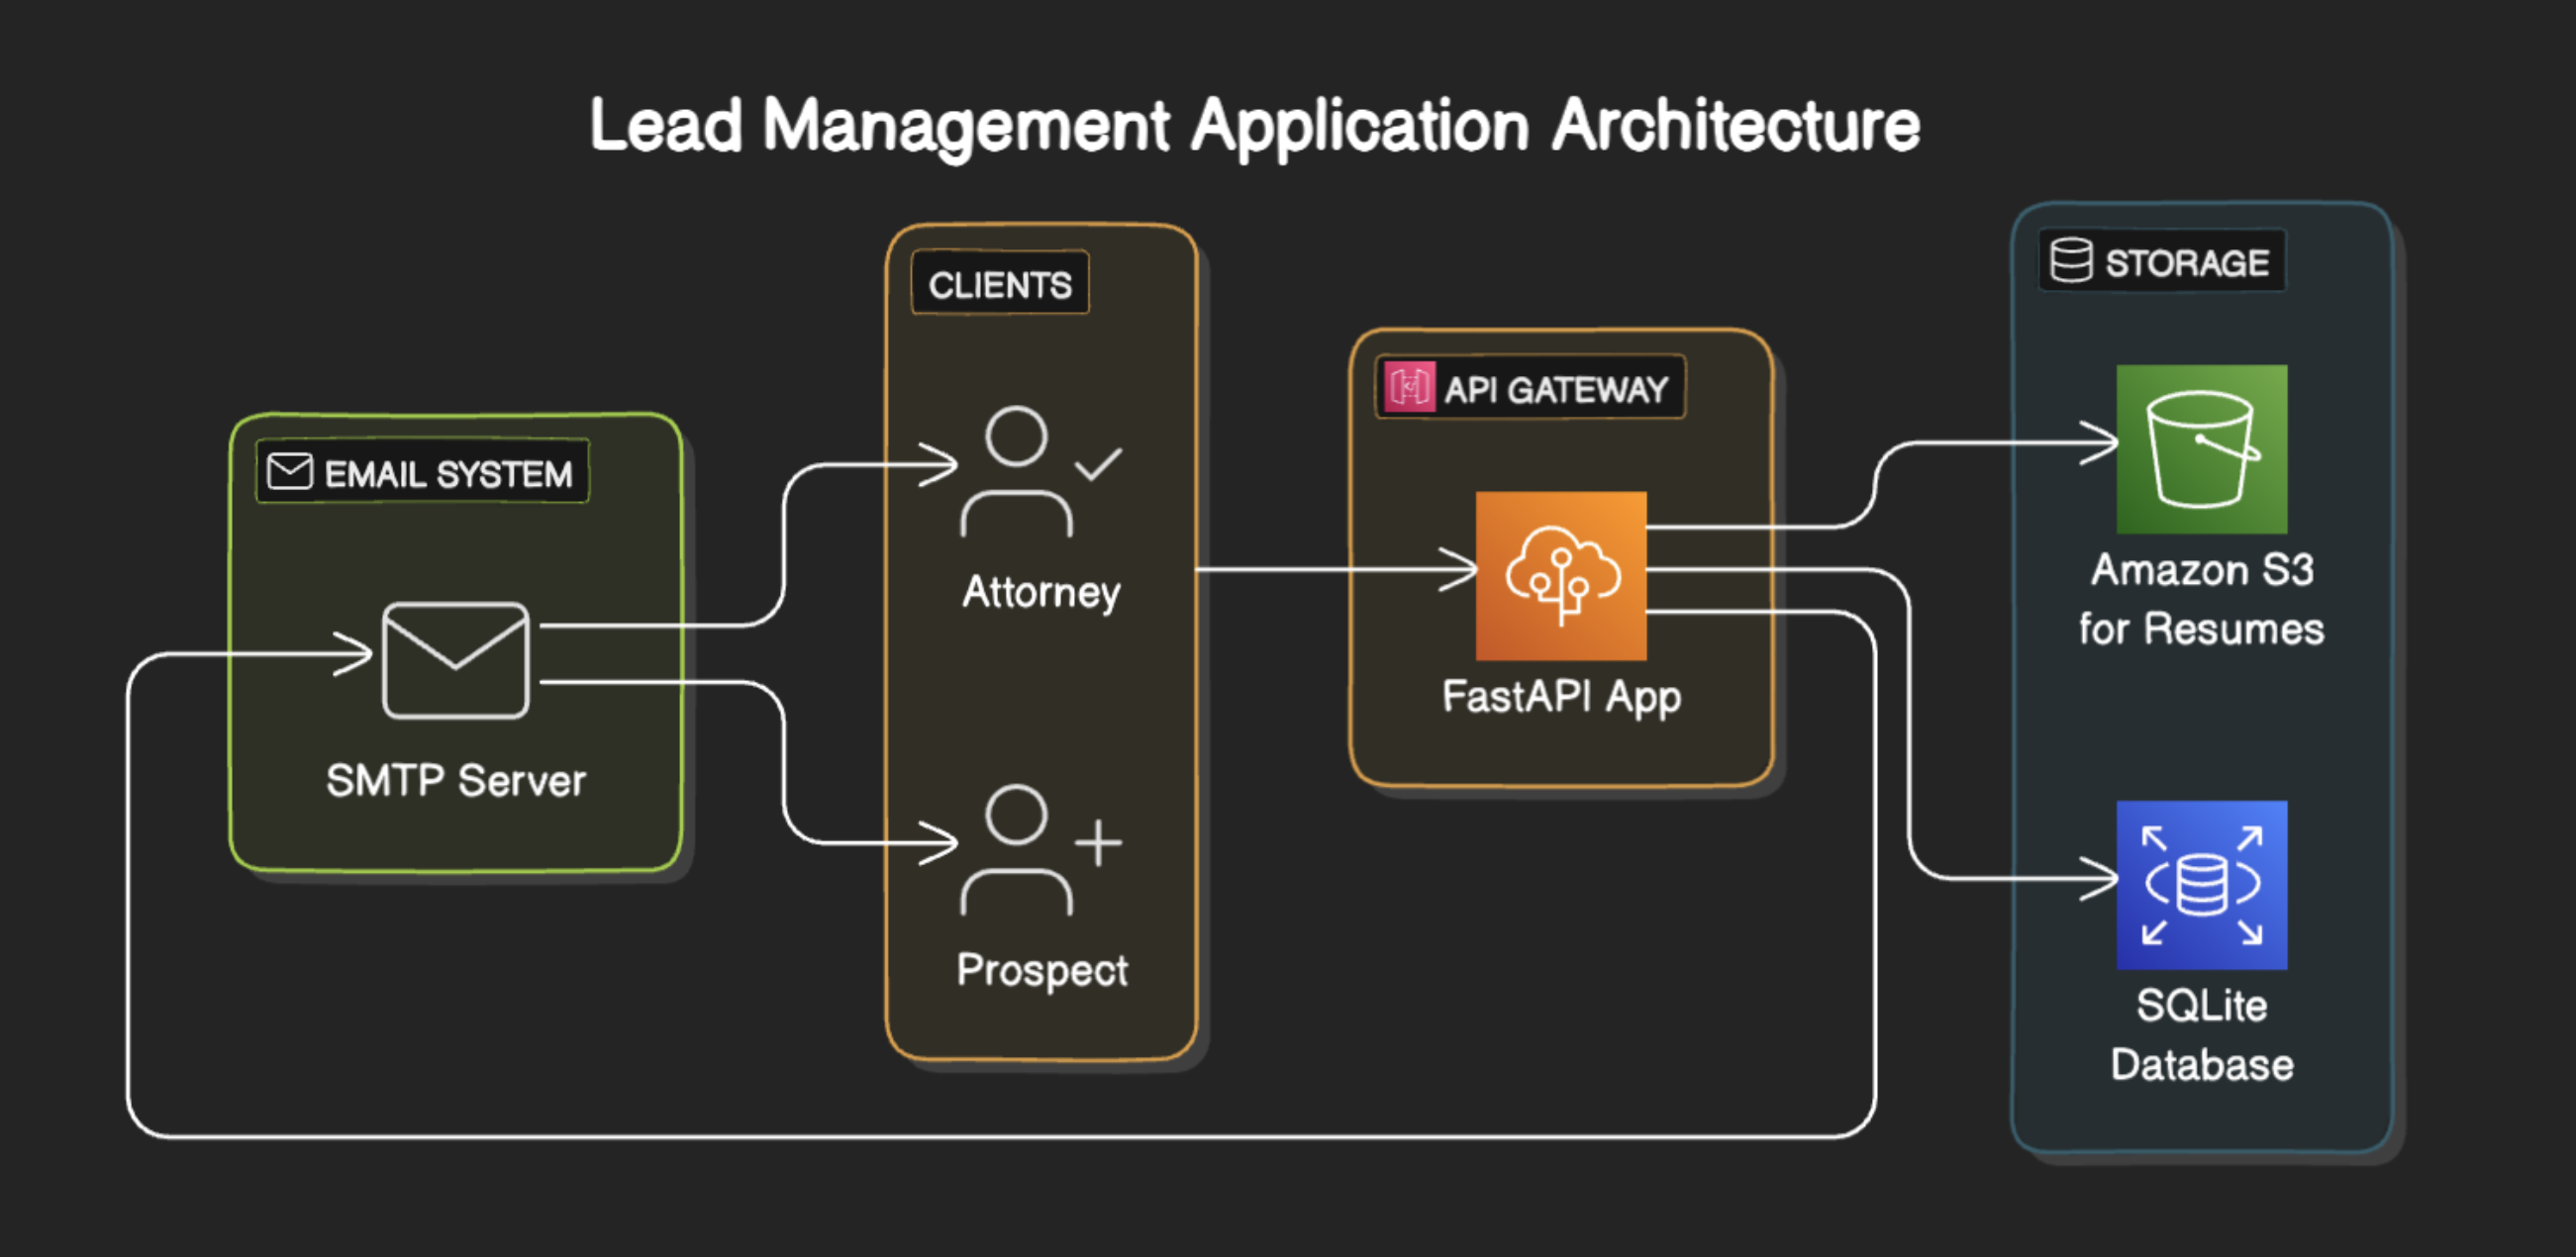 Lead Management Application Architecture
EMAIL SYSTEM
SMTP Server
CLIENTS
Attorney
Prospect
API GATEWAY
FastAPI App
STORAGE
Amazon S3
for Resumes
SQLite
Database